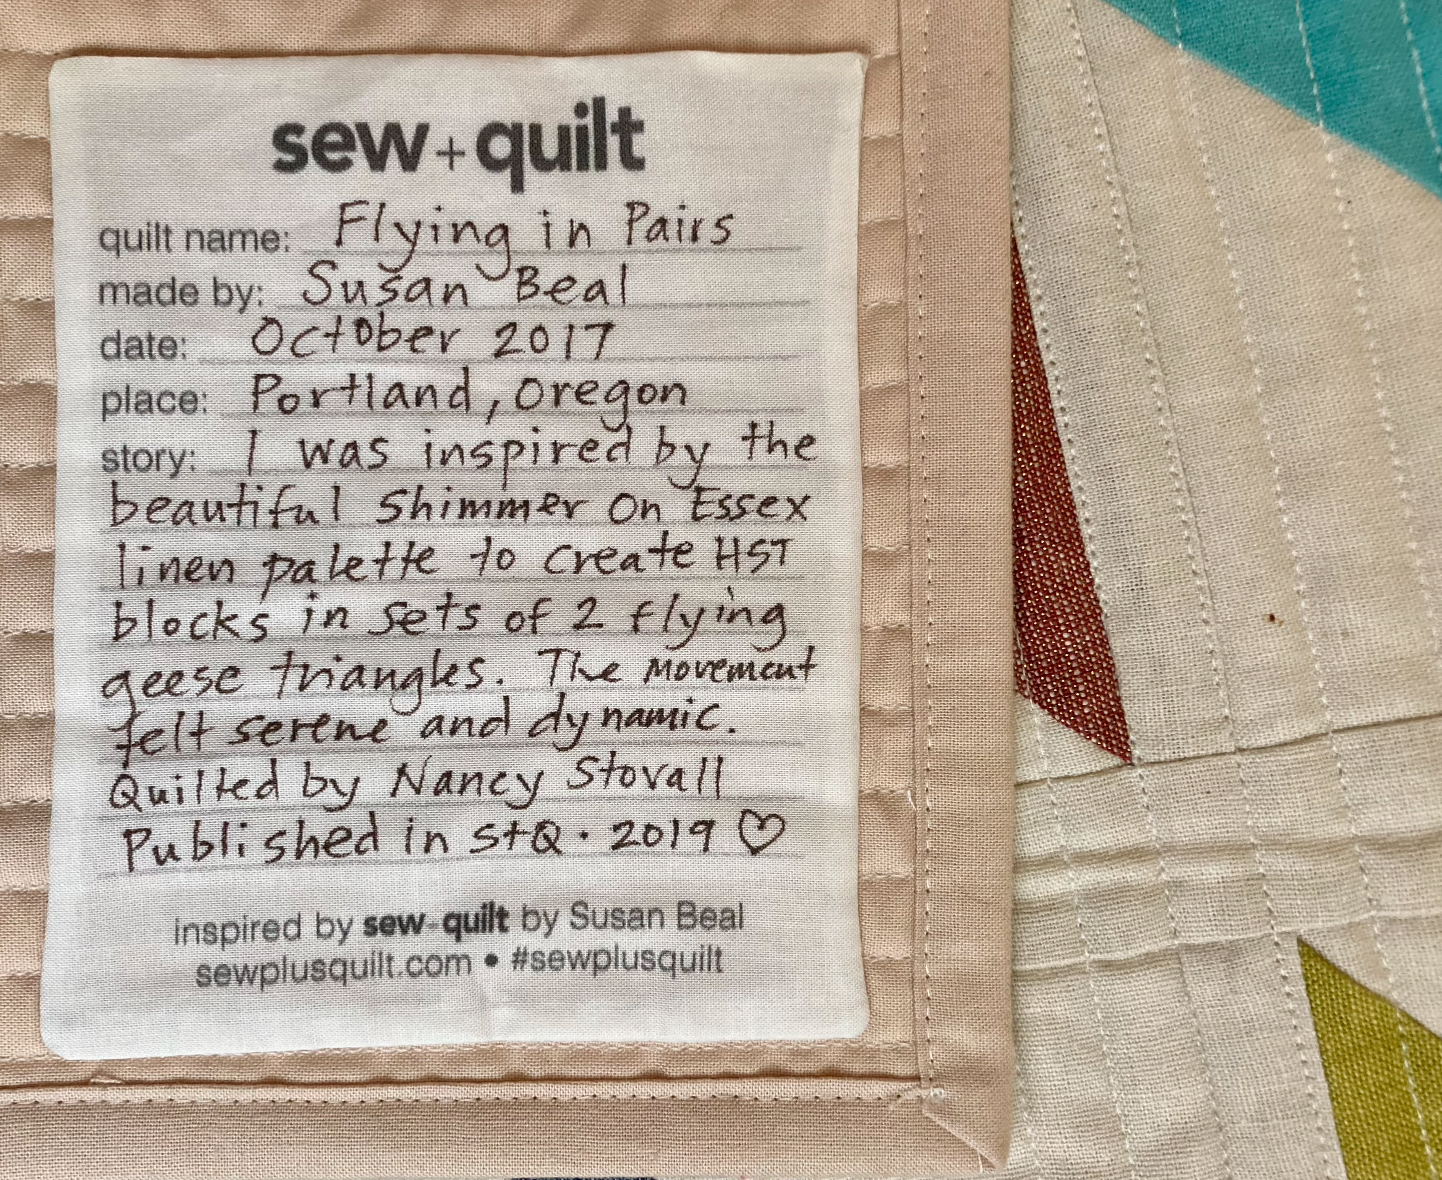 sew+quilt
quilt name: Flying in Pairs
made by: Susan Beal
date: October 2017
place: Portland, Oregon
story: I was inspired by the
beautiful Shimmer On Essex
linen palette to create HST
blocks in sets of 2 flying
geese triangles. The movement
felt serene and dynamic.
Quilted by Nancy Stovall
Published in S+Q · 2019 ♡
inspired by sew+quilt by Susan Beal
sewplusquilt.com • #sewplusquilt